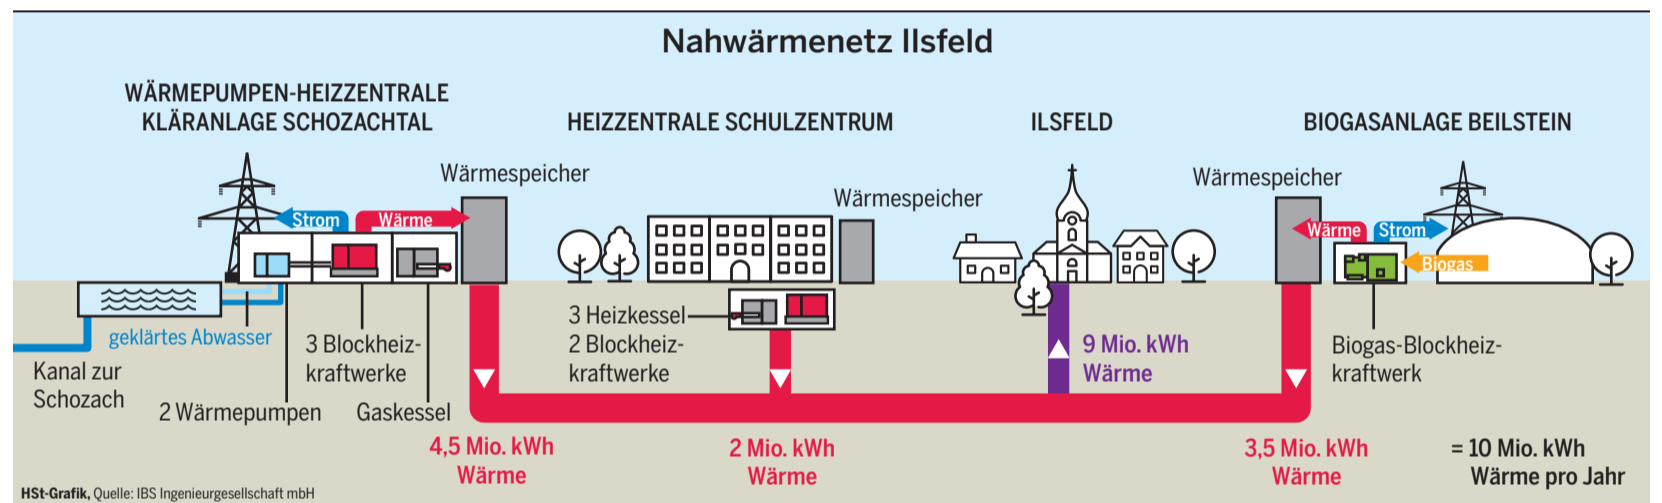 Nahwärmenetz Ilsfeld
WÄRMEPUMPEN-HEIZZENTRALE
KLÄRANLAGE SCHOZACHTAL
HEIZZENTRALE SCHULZENTRUM
ILSFELD
BIOGASANLAGE BEILSTEIN
Wärmespeicher
Wärmespeicher
Wärmespeicher
Strom
Wärme
Wärme
Strom
Biogas
geklärtes Abwasser
Kanal zur
Schozach
2 Wärmepumpen
3 Blockheiz-
kraftwerke
Gaskessel
3 Heizkessel
2 Blockheiz-
kraftwerke
9 Mio. kWh
Wärme
Biogas-Blockheiz-
kraftwerk
4,5 Mio. kWh
Wärme
2 Mio. kWh
Wärme
3,5 Mio. kWh
Wärme
= 10 Mio. kWh
Wärme pro Jahr
HSt-Grafik, Quelle: IBS Ingenieurgesellschaft mbH